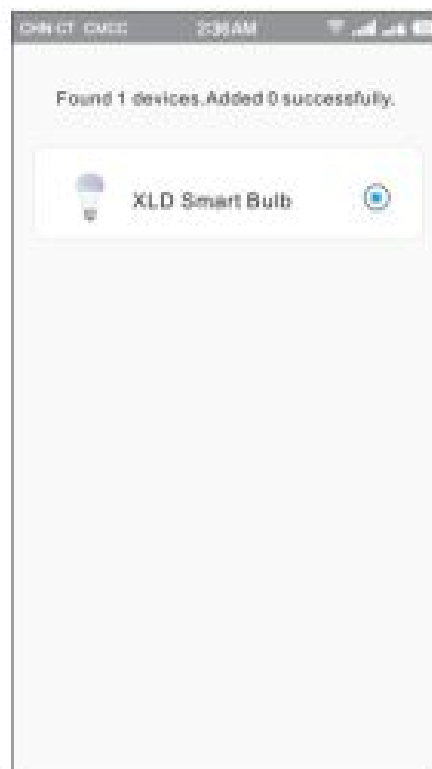 CHN-CT CMCC 2:36 AM
Found 1 devices.Added 0 successfully.
XLD Smart Bulb